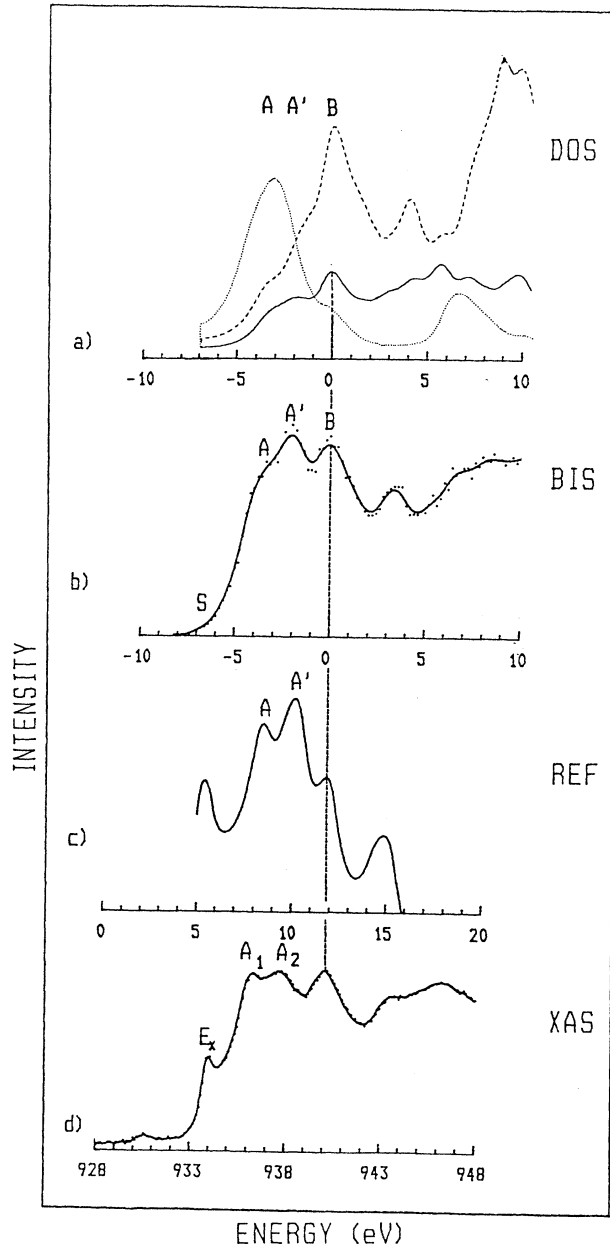 A A' B
DOS
a)
-10 -5 0 5 10
A A' B
BIS
S
b)
-10 -5 0 5 10
INTENSITY
A A'
REF
c)
0 5 10 15 20
A1 A2
XAS
Ex
d)
928 933 938 943 948
ENERGY (eV)